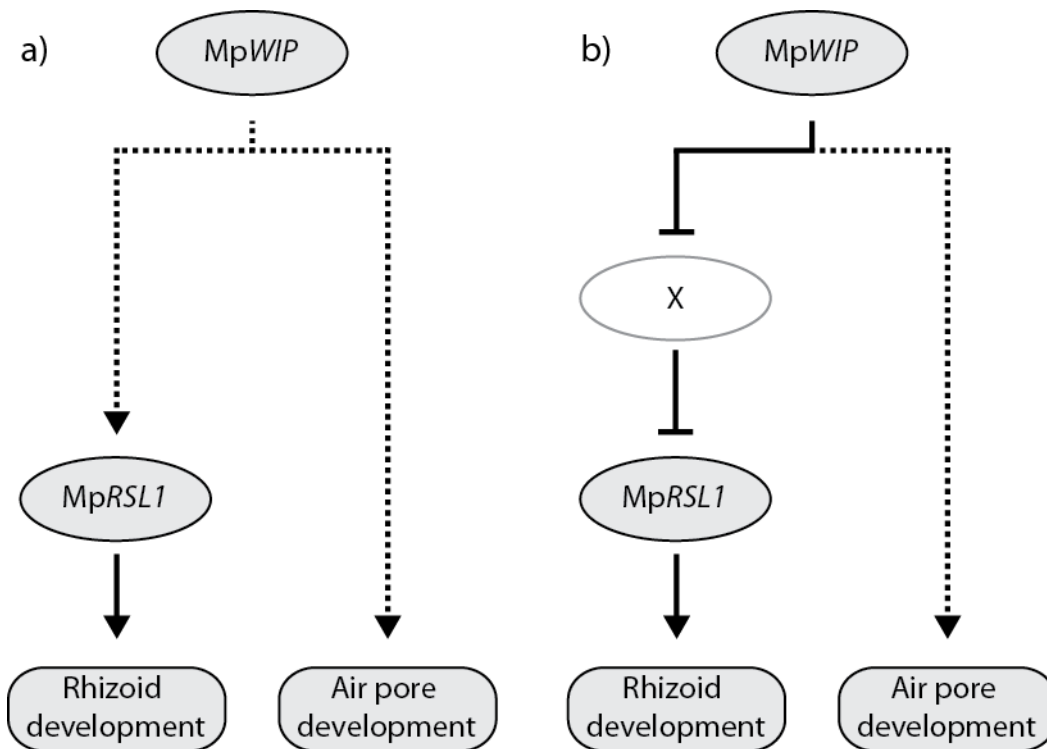 a)
MpWIP
MpRSL1
Rhizoid
development
Air pore
development
b)
MpWIP
X
MpRSL1
Rhizoid
development
Air pore
development